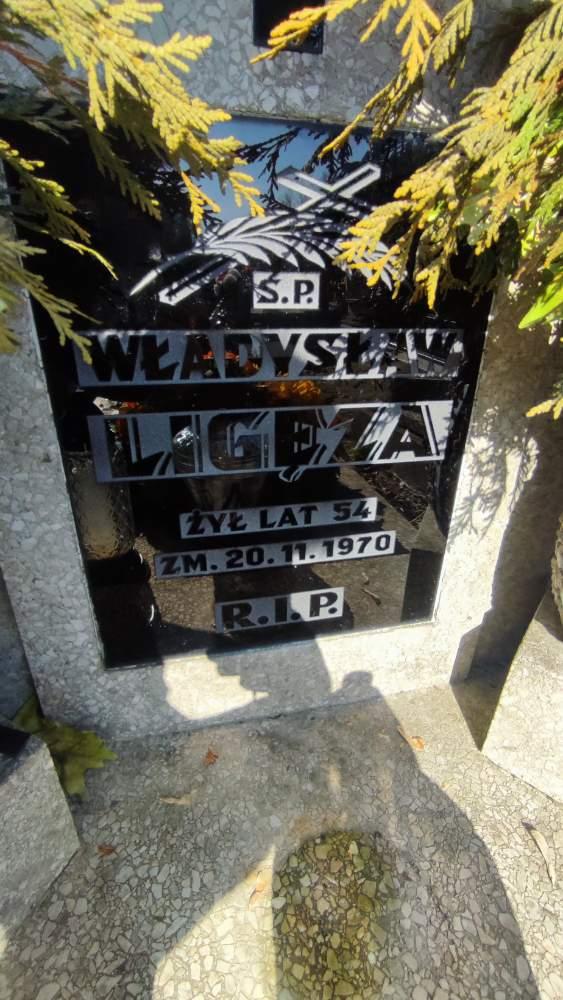 Ś.P.
WŁADYSŁAW
LIGĘZA
ŻYŁ LAT 54
ZM. 20.11.1970
R.I.P.